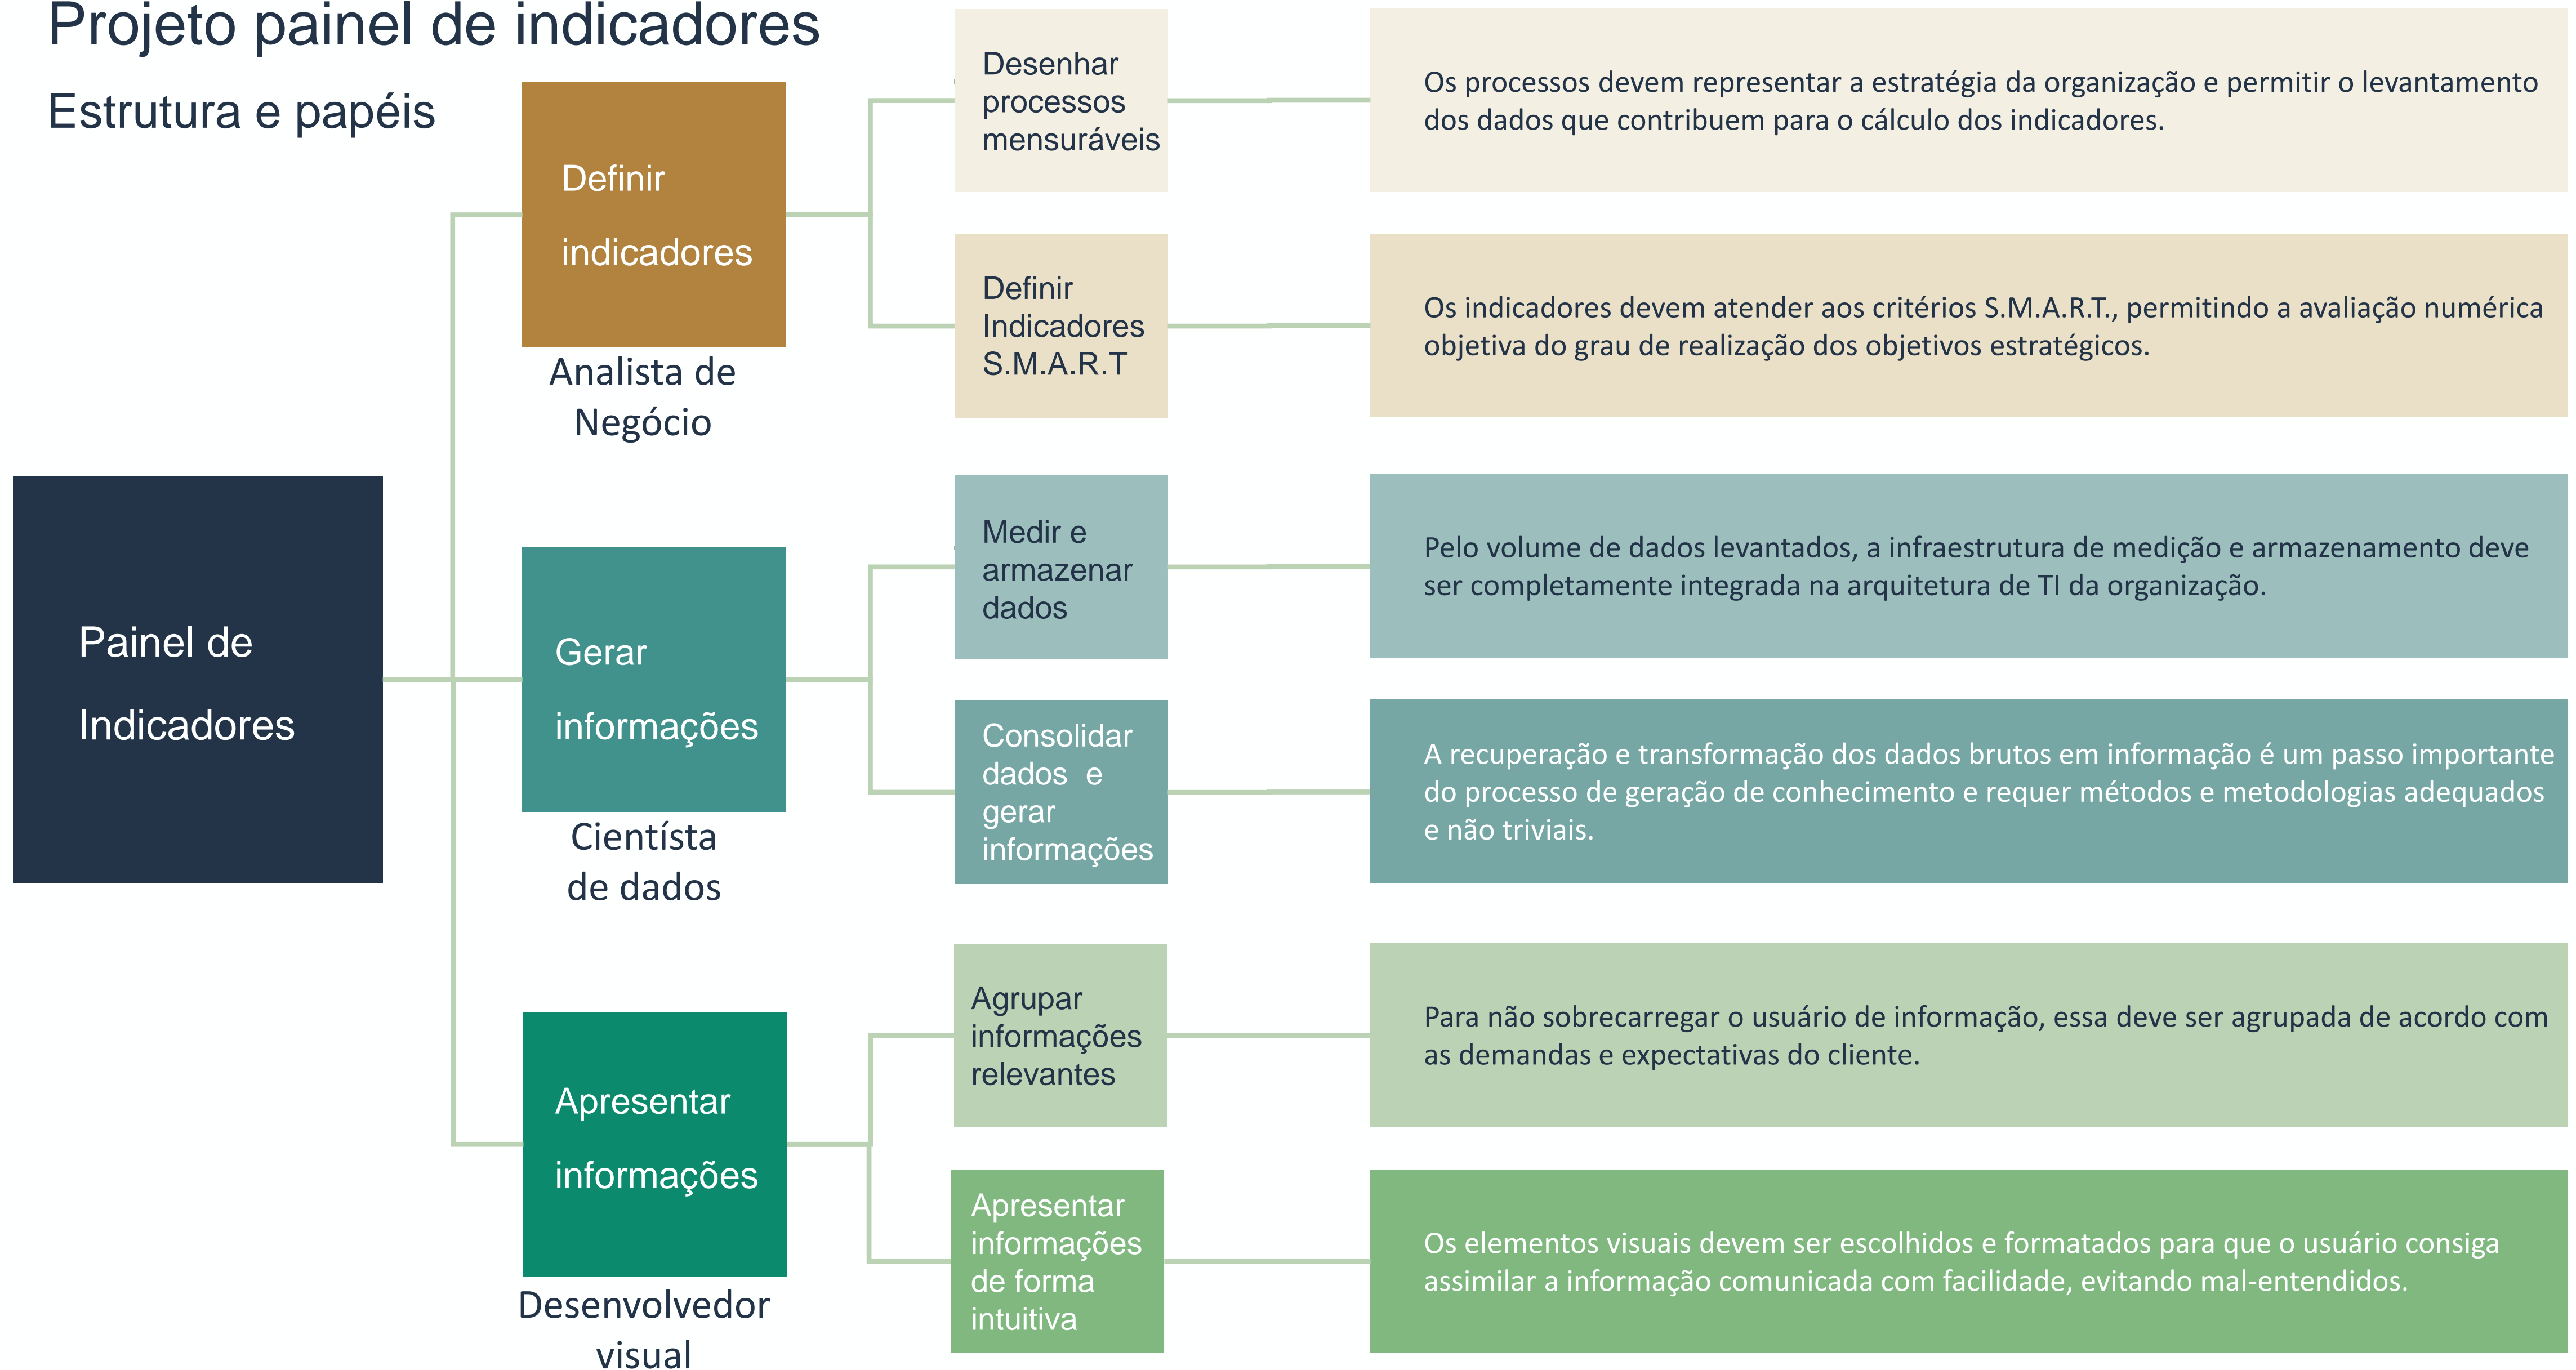 Projeto painel de indicadores
Estrutura e papéis
Painel de
Indicadores
Definir
indicadores
Analista de
Negócio
Desenhar
processos
mensuráveis
Os processos devem representar a estratégia da organização e permitir o levantamento
dos dados que contribuem para o cálculo dos indicadores.
Definir
Indicadores
S.M.A.R.T
Os indicadores devem atender aos critérios S.M.A.R.T., permitindo a avaliação numérica
objetiva do grau de realização dos objetivos estratégicos.
Gerar
informações
Cientísta
de dados
Medir e
armazenar
dados
Pelo volume de dados levantados, a infraestrutura de medição e armazenamento deve
ser completamente integrada na arquitetura de TI da organização.
Consolidar
dados e
gerar
informações
A recuperação e transformação dos dados brutos em informação é um passo importante
do processo de geração de conhecimento e requer métodos e metodologias adequados
e não triviais.
Apresentar
informações
Desenvolvedor
visual
Agrupar
informações
relevantes
Para não sobrecarregar o usuário de informação, essa deve ser agrupada de acordo com
as demandas e expectativas do cliente.
Apresentar
informações
de forma
intuitiva
Os elementos visuais devem ser escolhidos e formatados para que o usuário consiga
assimilar a informação comunicada com facilidade, evitando mal-entendidos.